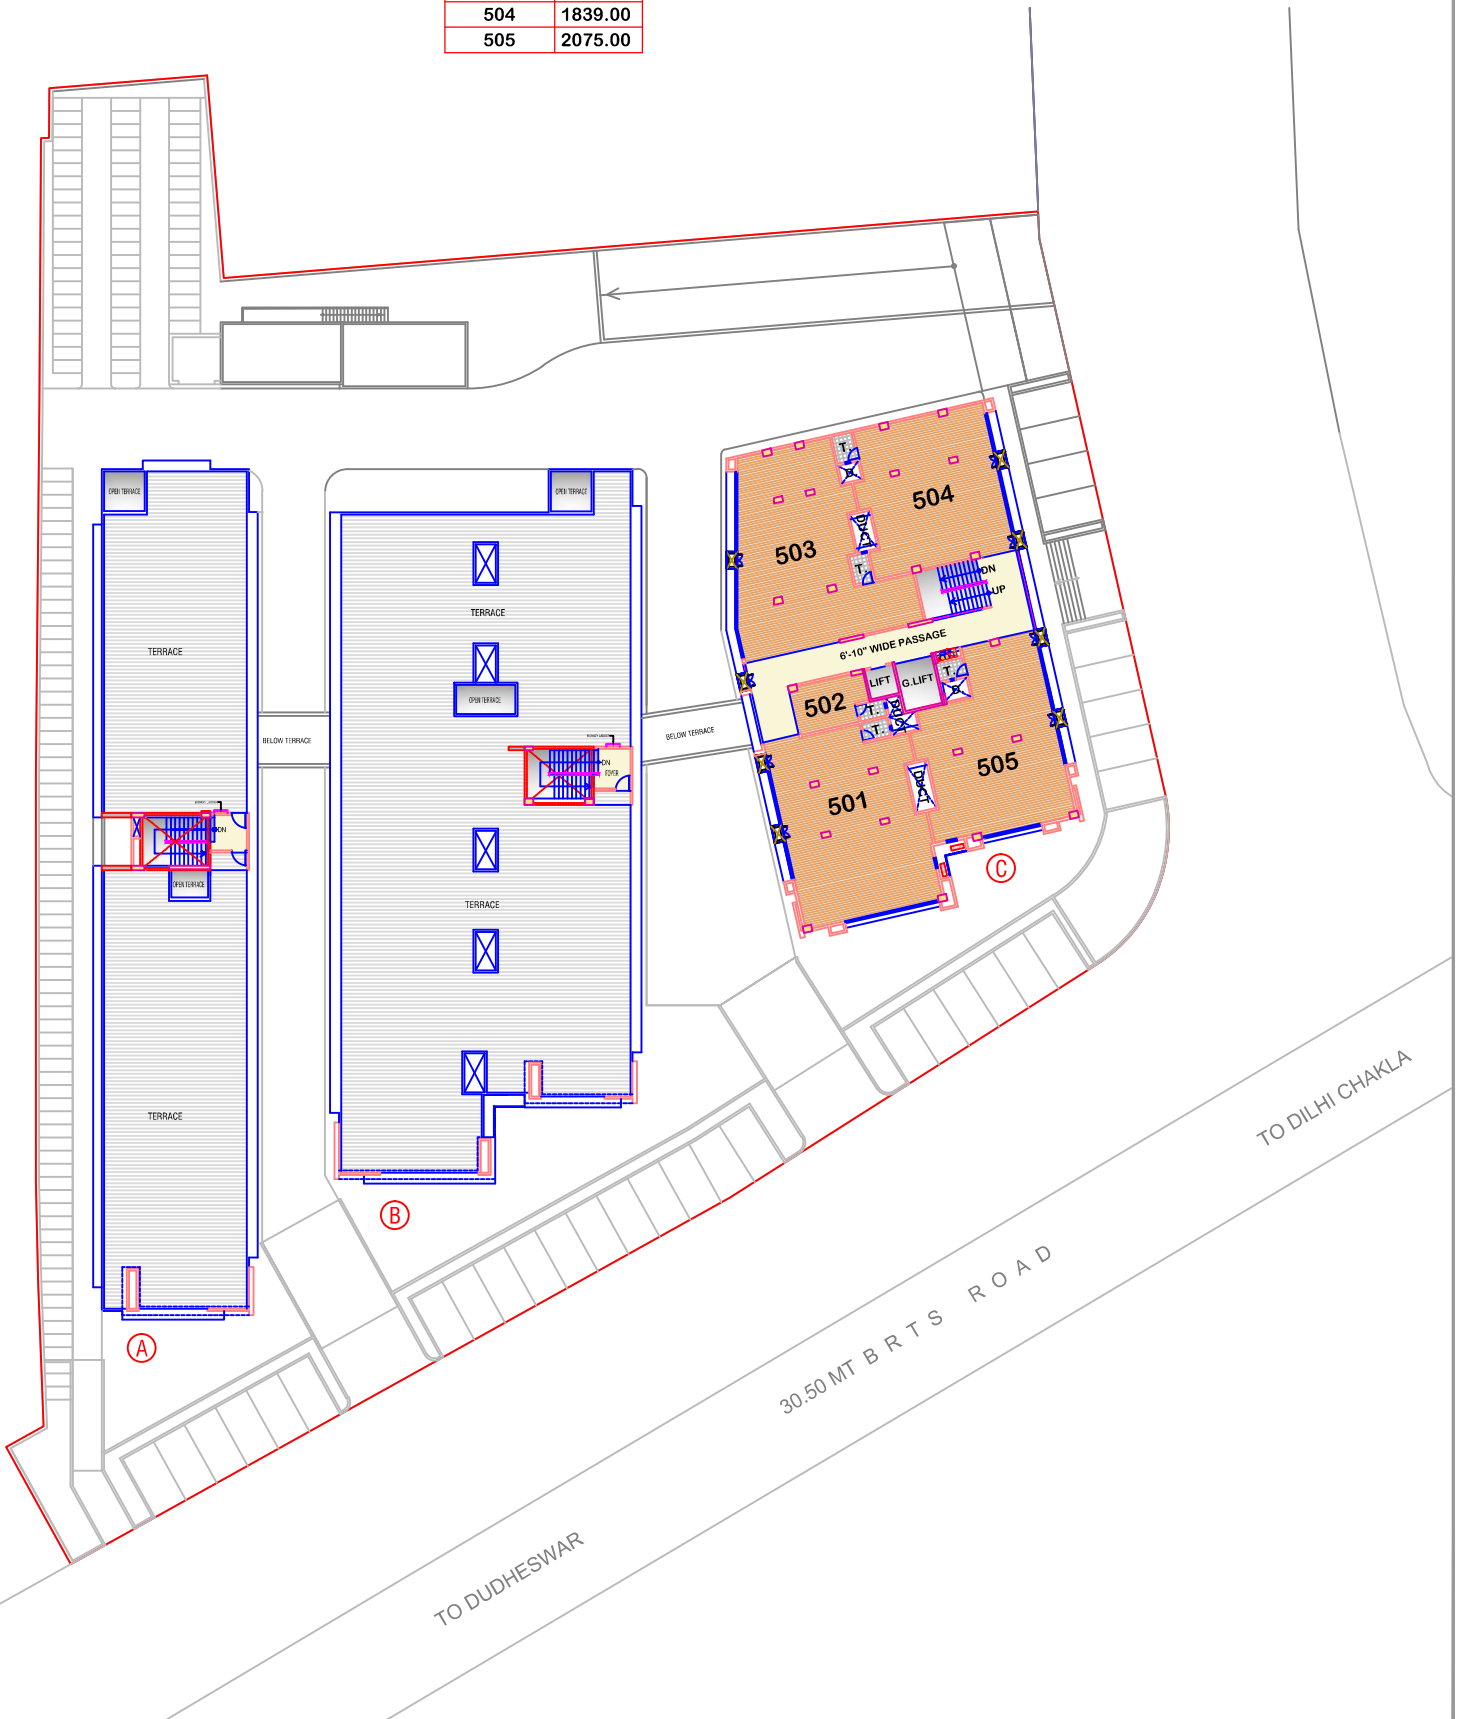 504 1839.00
505 2075.00
OPEN TERRACE
OPEN TERRACE
T.
D.
504
DUCT
503
T.
DN
UP
TERRACE
TERRACE
6'-10" WIDE PASSAGE
LIFT
G.LIFT
T.
D.
502
T.
DUCT
T.
OPEN TERRACE
BELOW TERRACE
BELOW TERRACE
DN
FOYER
505
DUCT
501
DN
C
OPEN TERRACE
TERRACE
TERRACE
B
A
TO DILHI CHAKLA
30.50 MT B R T S ROAD
TO DUDHESWAR